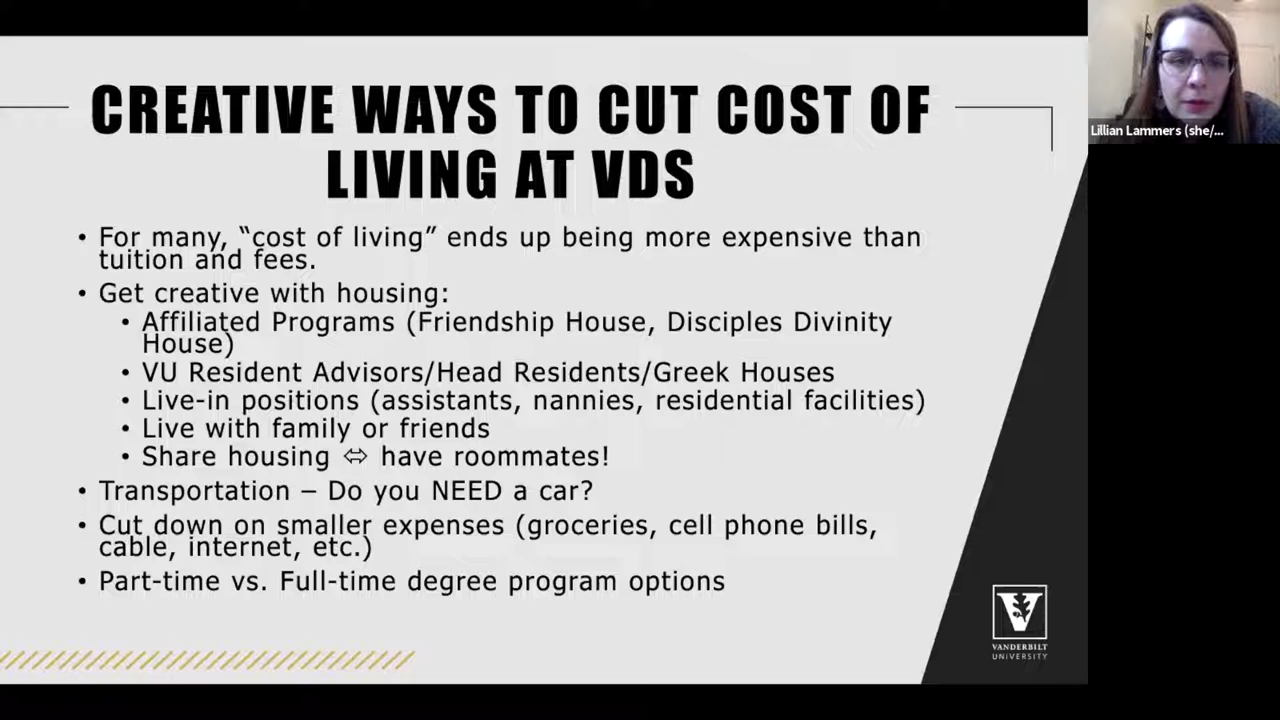 CREATIVE WAYS TO CUT COST OF
LIVING AT VDS
• For many, “cost of living” ends up being more expensive than
tuition and fees.
• Get creative with housing:
• Affiliated Programs (Friendship House, Disciples Divinity
House)
• VU Resident Advisors/Head Residents/Greek Houses
• Live-in positions (assistants, nannies, residential facilities)
• Live with family or friends
• Share housing ⇔ have roommates!
• Transportation – Do you NEED a car?
• Cut down on smaller expenses (groceries, cell phone bills,
cable, internet, etc.)
• Part-time vs. Full-time degree program options
V
VANDERBILT
UNIVERSITY
Lillian Lammers (she/...